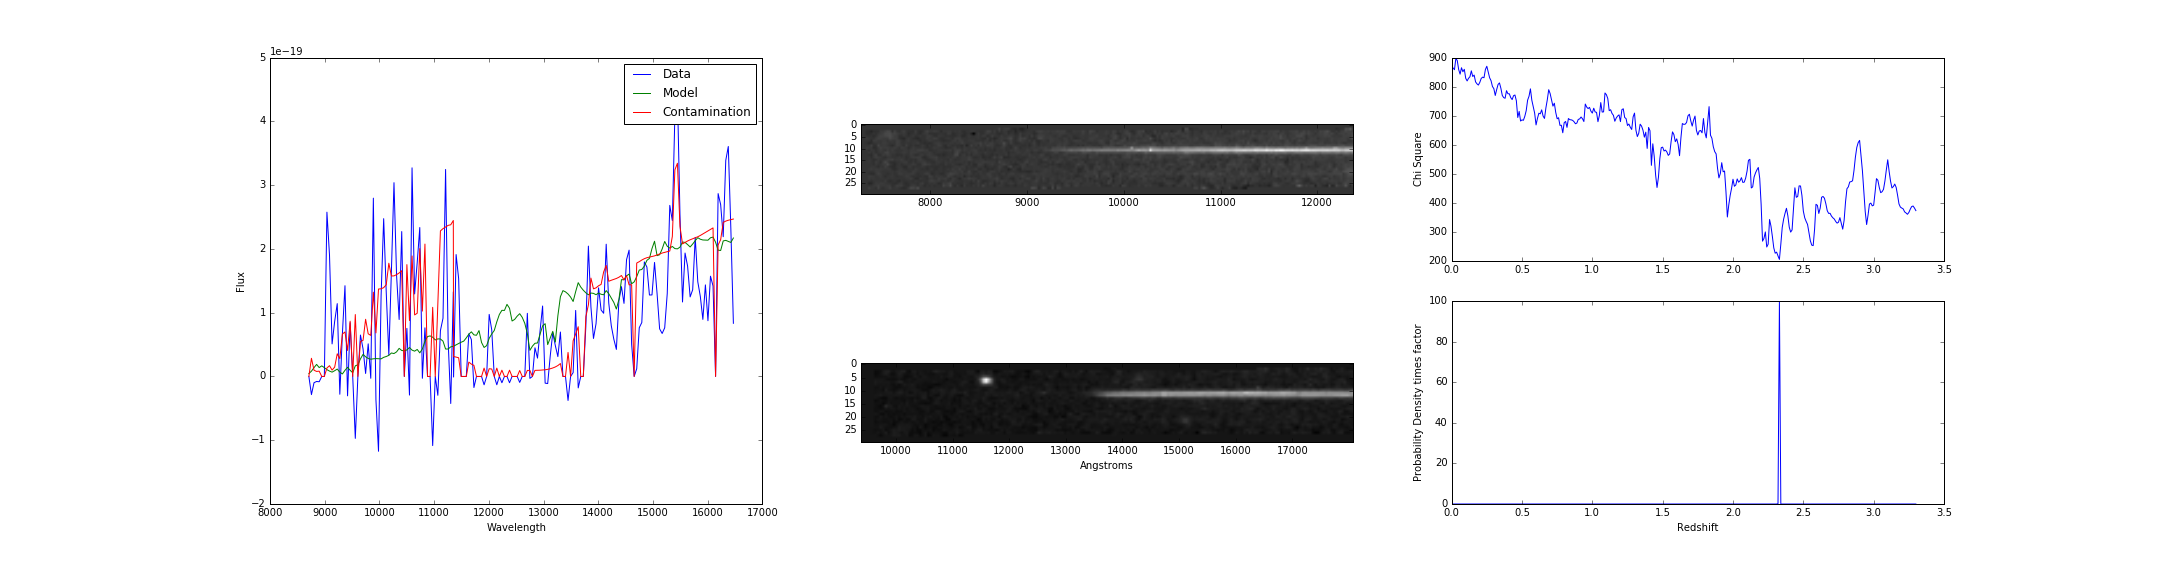 1e−19
5
4
3
2
1
0
−1
−2
Flux
Data
Model
Contamination
8000 9000 10000 11000 12000 13000 14000 15000 16000 17000
Wavelength
0
5
10
15
20
25
8000 9000 10000 11000 12000
0
5
10
15
20
25
10000 11000 12000 13000 14000 15000 16000 17000
Angstroms
900
800
700
600
500
400
300
200
Chi Square
0.0 0.5 1.0 1.5 2.0 2.5 3.0 3.5
100
80
60
40
20
0
Probability Density times factor
0.0 0.5 1.0 1.5 2.0 2.5 3.0 3.5
Redshift